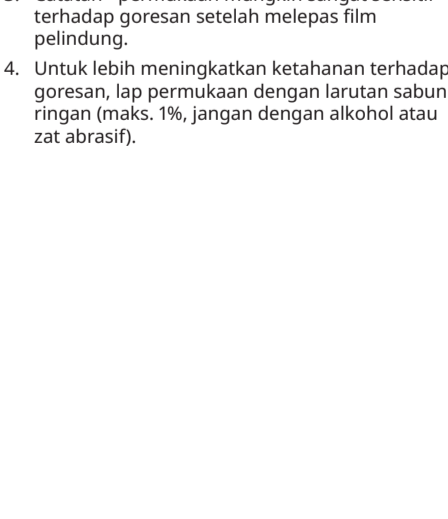 terhadap goresan setelah melepas film
pelindung.
4. Untuk lebih meningkatkan ketahanan terhadap
goresan, lap permukaan dengan larutan sabun
ringan (maks. 1%, jangan dengan alkohol atau
zat abrasif).